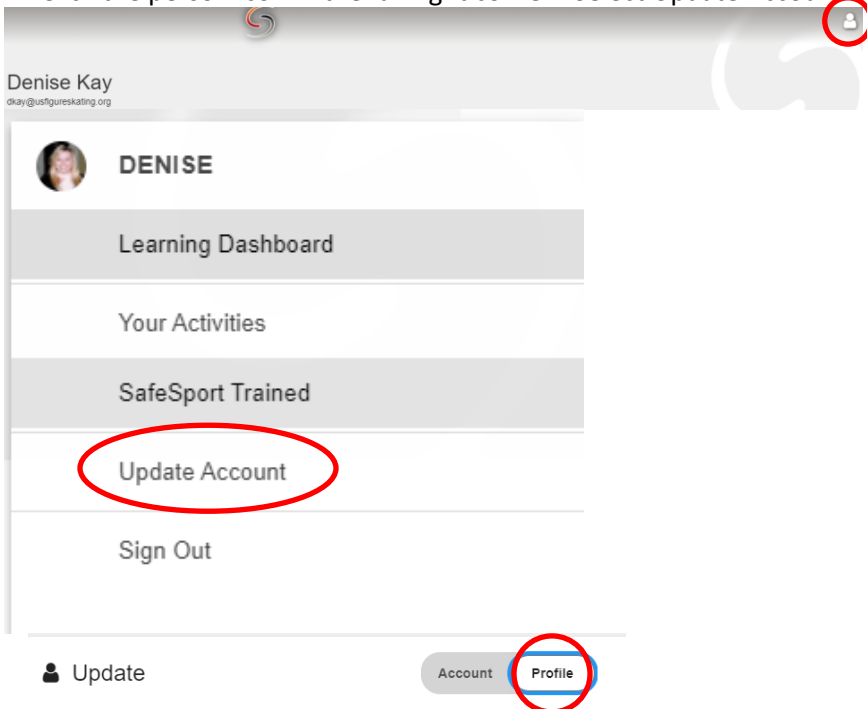 Denise Kay
dkay@usfigureskating.org
DENISE
Learning Dashboard
Your Activities
SafeSport Trained
Update Account
Sign Out
Update
Account Profile